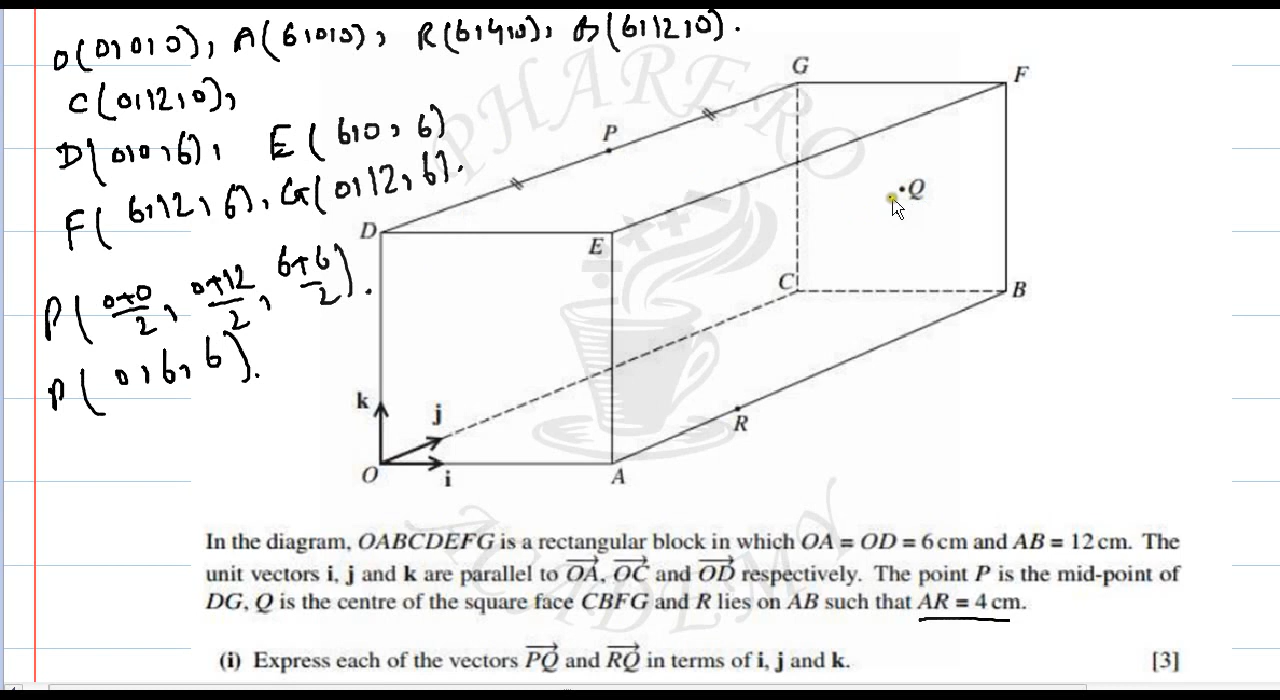 O(0,0,0), A(6,0,0), R(6,4,0), B(6,12,0).
C(0,12,0),
D(0,0,6), E(6,0,6)
F(6,12,6), G(0,12,6).
P(0+0/2, 0+12/2, 6+6/2).
P(0,6,6).
G
F
P
Q
D
E
C
B
k
j
R
O
i
A
PHARERO
ACADEMY
In the diagram, OABCDEFG is a rectangular block in which OA = OD = 6 cm and AB = 12 cm. The
unit vectors i, j and k are parallel to OA, OC and OD respectively. The point P is the mid-point of
DG, Q is the centre of the square face CBFG and R lies on AB such that AR = 4 cm.
(i) Express each of the vectors PQ and RQ in terms of i, j and k. [3]